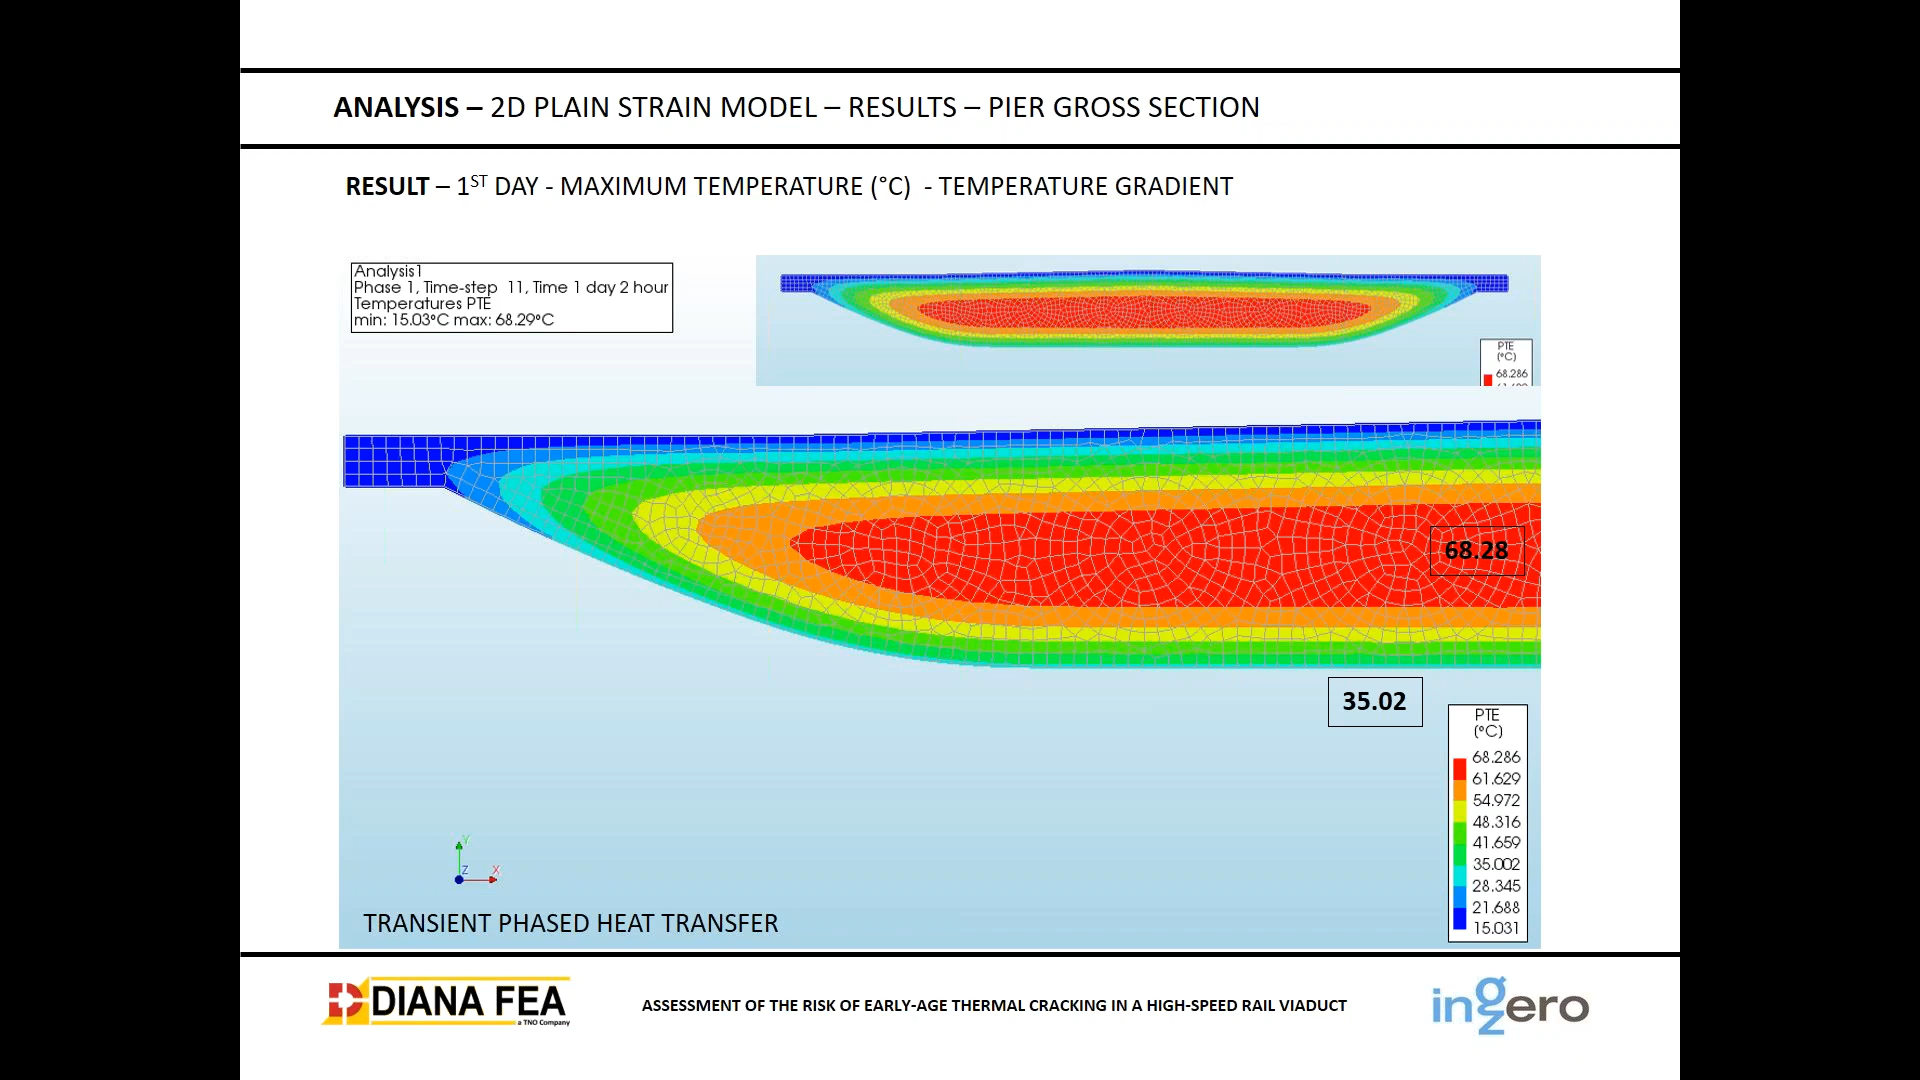 ANALYSIS – 2D PLAIN STRAIN MODEL – RESULTS – PIER GROSS SECTION
RESULT – 1ST DAY - MAXIMUM TEMPERATURE (°C) - TEMPERATURE GRADIENT
Analysis1
Phase 1, Time-step 11, Time 1 day 2 hour
Temperatures PTE
min: 15.03°C max: 68.29°C
PTE
(°C)
68.286
68.28
35.02
PTE
(°C)
68.286
61.629
54.972
48.316
41.659
35.002
28.345
21.688
15.031
Y
Z X
TRANSIENT PHASED HEAT TRANSFER
DIANA FEA
a TNO Company
ASSESSMENT OF THE RISK OF EARLY-AGE THERMAL CRACKING IN A HIGH-SPEED RAIL VIADUCT
ingzero